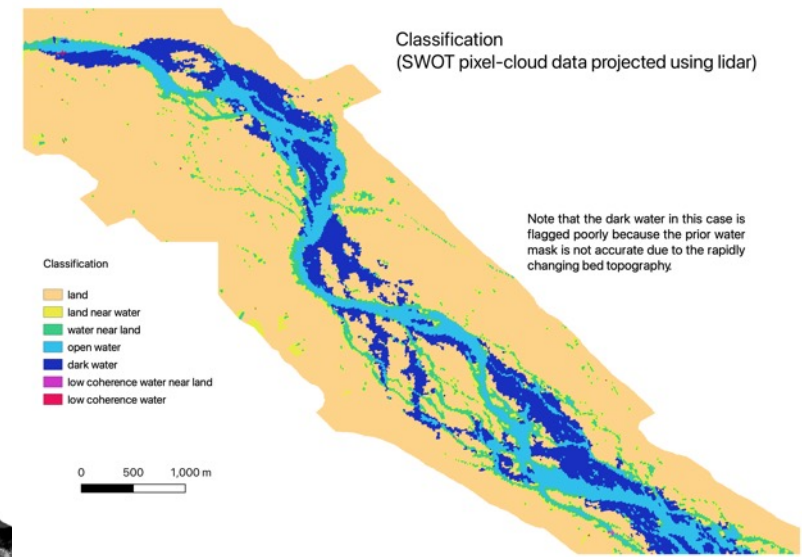 Classification
(SWOT pixel-cloud data projected using lidar)
Note that the dark water in this case is
flagged poorly because the prior water
mask is not accurate due to the rapidly
changing bed topography.
Classification
land
land near water
water near land
open water
dark water
low coherence water near land
low coherence water
0 500 1,000 m